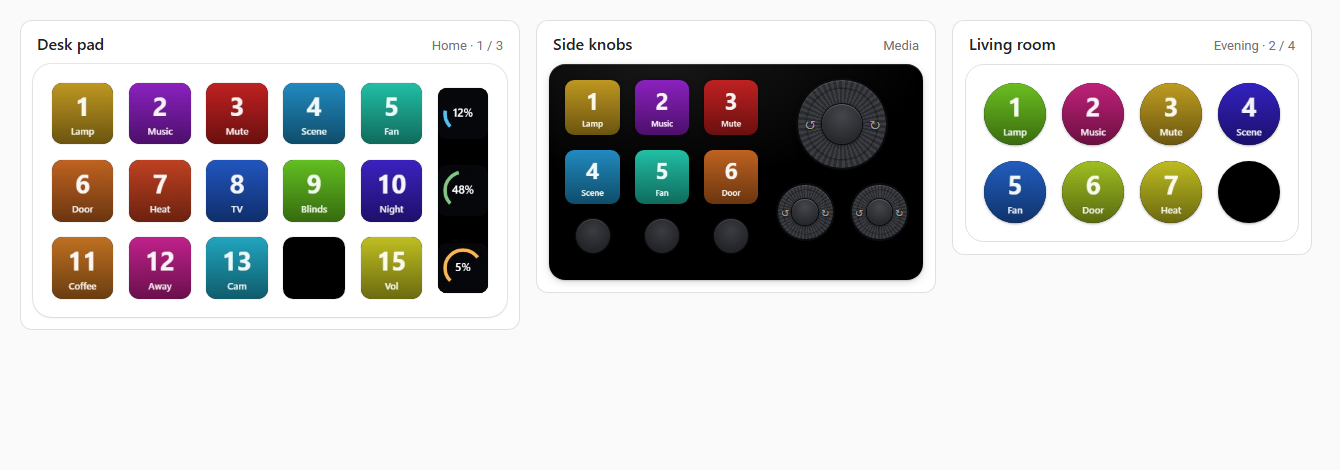 Desk pad
Home · 1 / 3
1 2 3 4 5
Lamp Music Mute Scene Fan
12%
6 7 8 9 10
Door Heat TV Blinds Night
48%
11 12 13 15
Coffee Away Cam Vol
5%
Side knobs
Media
1 2 3
Lamp Music Mute
4 5 6
Scene Fan Door
Living room
Evening · 2 / 4
1 2 3 4
Lamp Music Mute Scene
5 6 7
Fan Door Heat